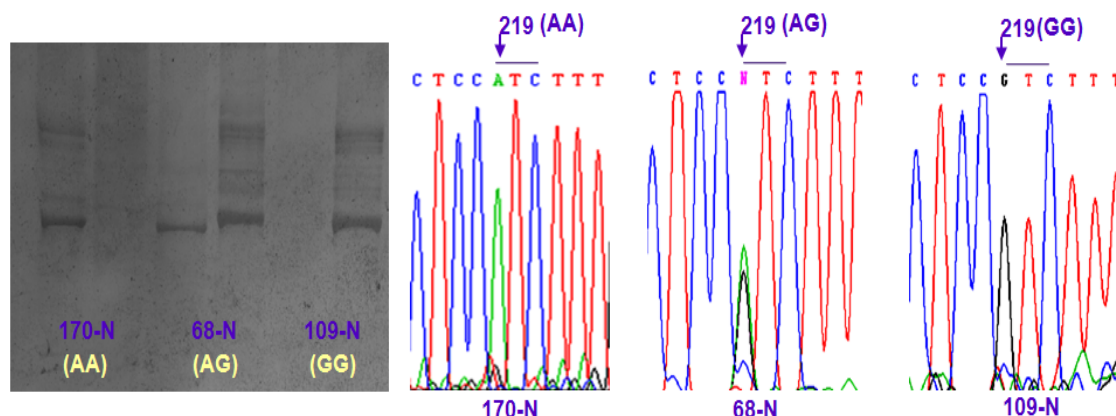 170-N
(AA)
68-N
(AG)
109-N
(GG)
219 (AA)
C T C C A T C T T T
170-N
219 (AG)
C T C C N T C T T T
68-N
219(GG)
C T C C G T C T T T
109-N